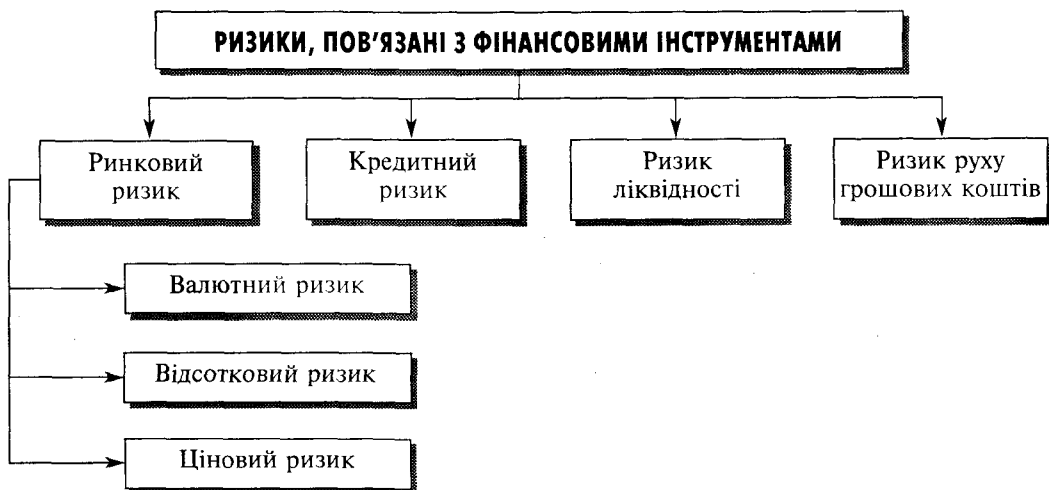 РИЗИКИ, ПОВ'ЯЗАНІ З ФІНАНСОВИМИ ІНСТРУМЕНТАМИ
Ринковий
ризик
Кредитний
ризик
Ризик
ліквідності
Ризик руху
грошових коштів
Валютний ризик
Відсотковий ризик
Ціновий ризик